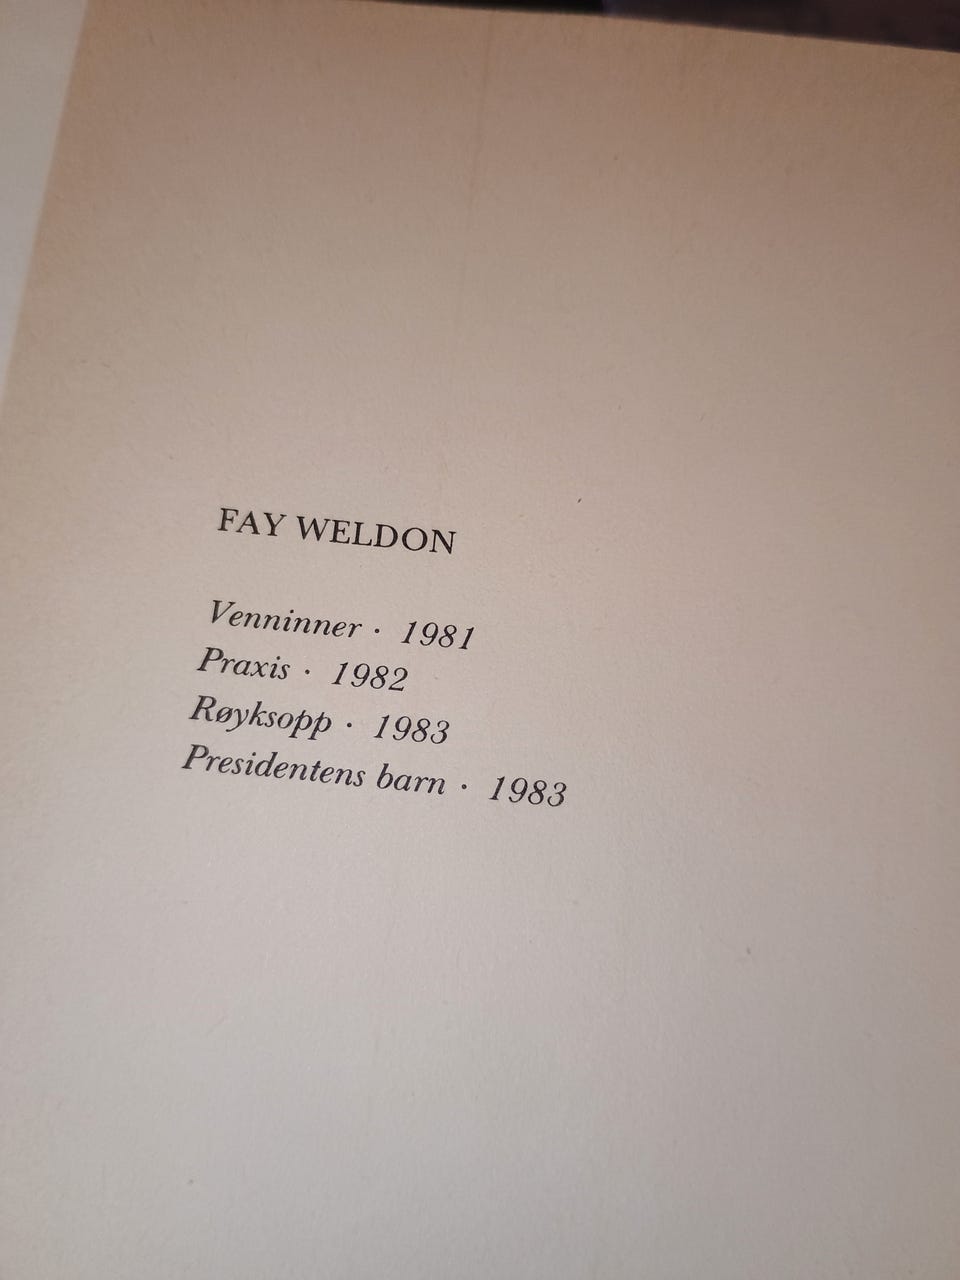 FAY WELDON
Venninner · 1981
Praxis · 1982
Røyksopp · 1983
Presidentens barn · 1983